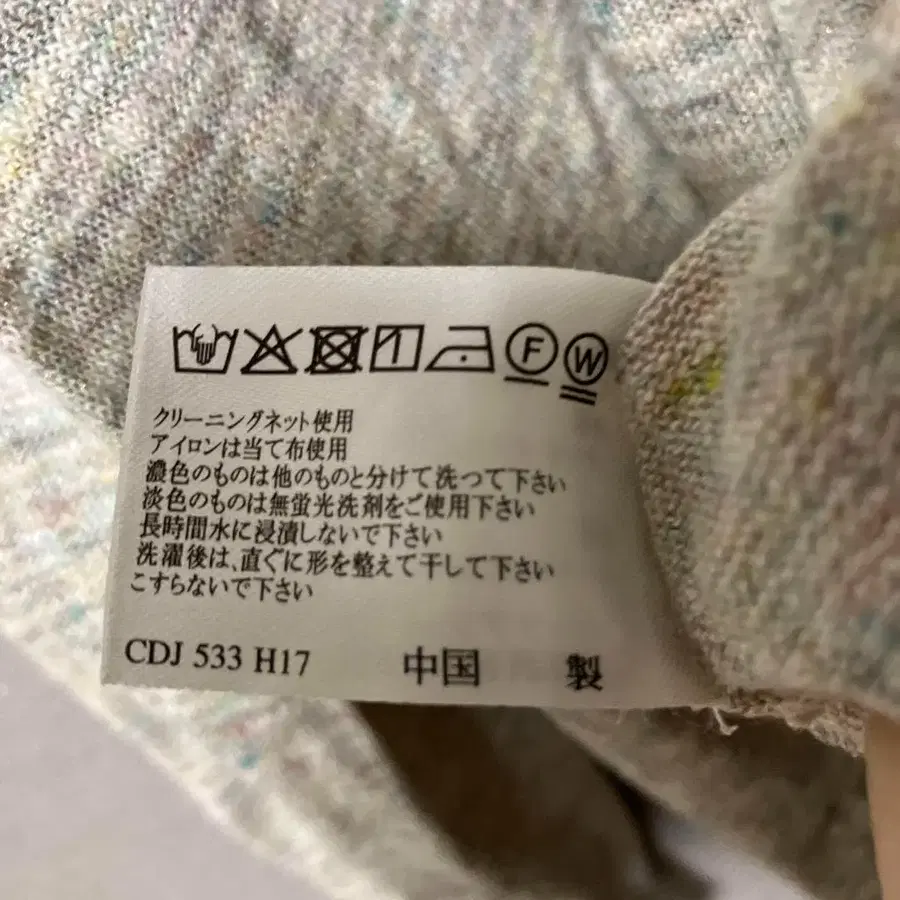 F W
クリーニングネット使用
アイロンは当て布使用
濃色のものは他のものと分けて洗つて下さい
淡色のものは無蛍光洗剤をご使用下さい
長時間水に浸漬しないで下さい
洗濯後は、直ぐに形を整えて干して下さい
こすらないで下さい
CDJ 533 H17 中国 製